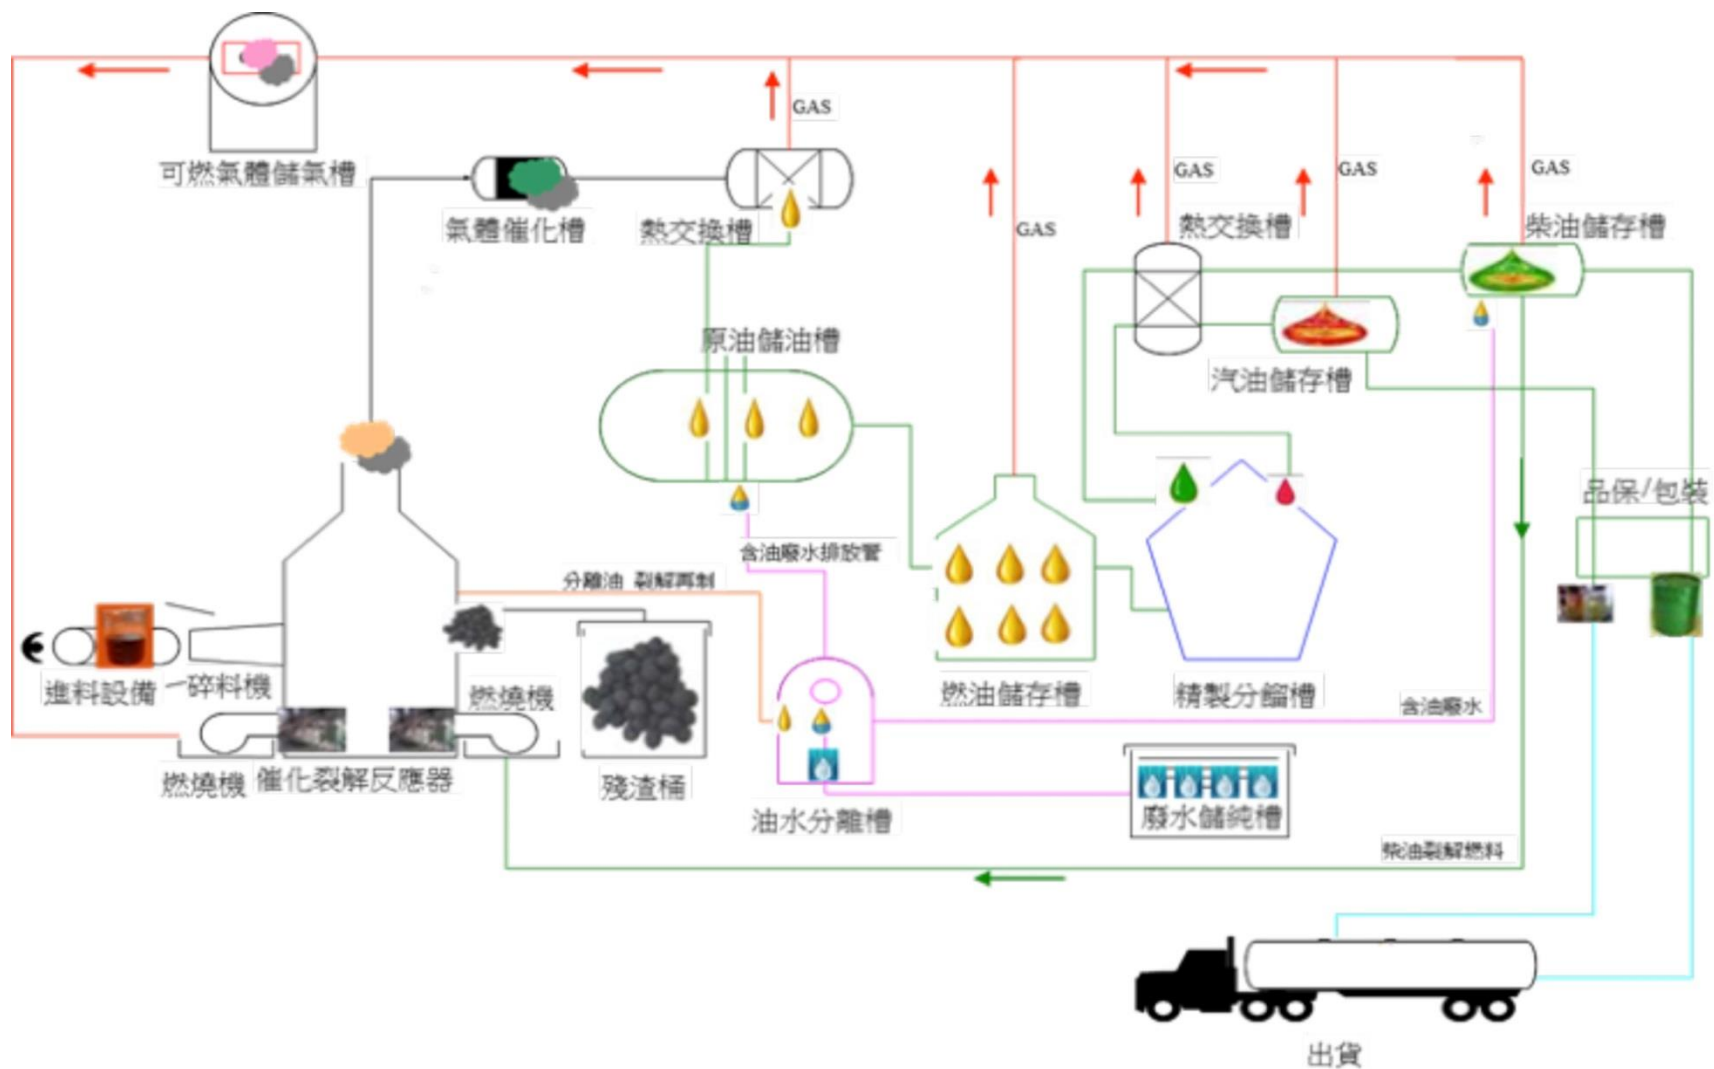 GAS
可燃氣體儲氣槽
GAS
GAS
GAS
氣體催化槽
熱交換槽
GAS
熱交換槽
柴油儲存槽
原油儲油槽
汽油儲存槽
品保/包裝
含油廢水排放管
分離油 裂解再制
進料設備
碎料機
燃燒機
燃油儲存槽
精製分餾槽
含油廢水
燃燒機
催化裂解反應器
殘渣桶
油水分離槽
廢水儲純槽
柴油裂解燃料
出貨